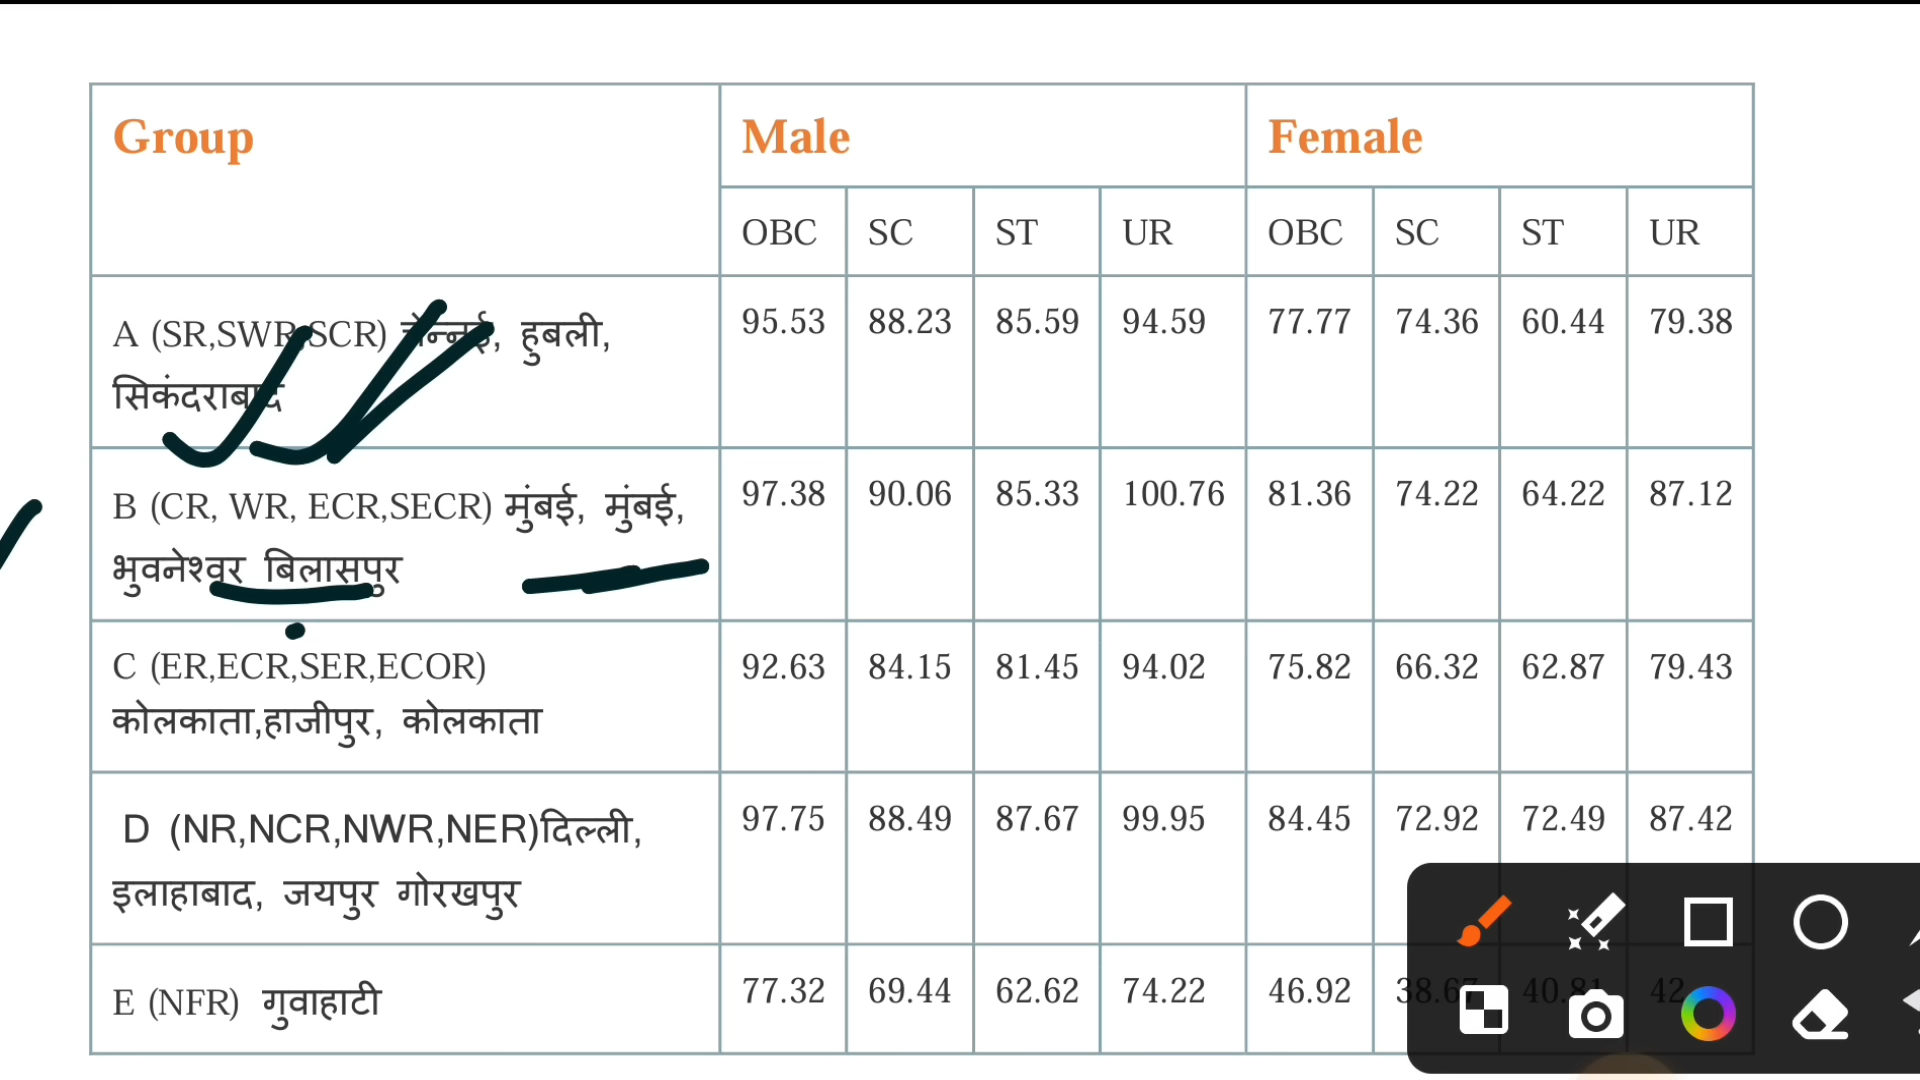 Group Male Female
OBC SC ST UR OBC SC ST UR
A (SR,SWR,SCR) चेन्नई, हुबली, 95.53 88.23 85.59 94.59 77.77 74.36 60.44 79.38
सिकंदराबाद
B (CR, WR, ECR,SECR) मुंबई, मुंबई, 97.38 90.06 85.33 100.76 81.36 74.22 64.22 87.12
भुवनेश्वर बिलासपुर
C (ER,ECR,SER,ECOR) 92.63 84.15 81.45 94.02 75.82 66.32 62.87 79.43
कोलकाता,हाजीपुर, कोलकाता
D (NR,NCR,NWR,NER)दिल्ली, 97.75 88.49 87.67 99.95 84.45 72.92 72.49 87.42
इलाहाबाद, जयपुर गोरखपुर
E (NFR) गुवाहाटी 77.32 69.44 62.62 74.22 46.92